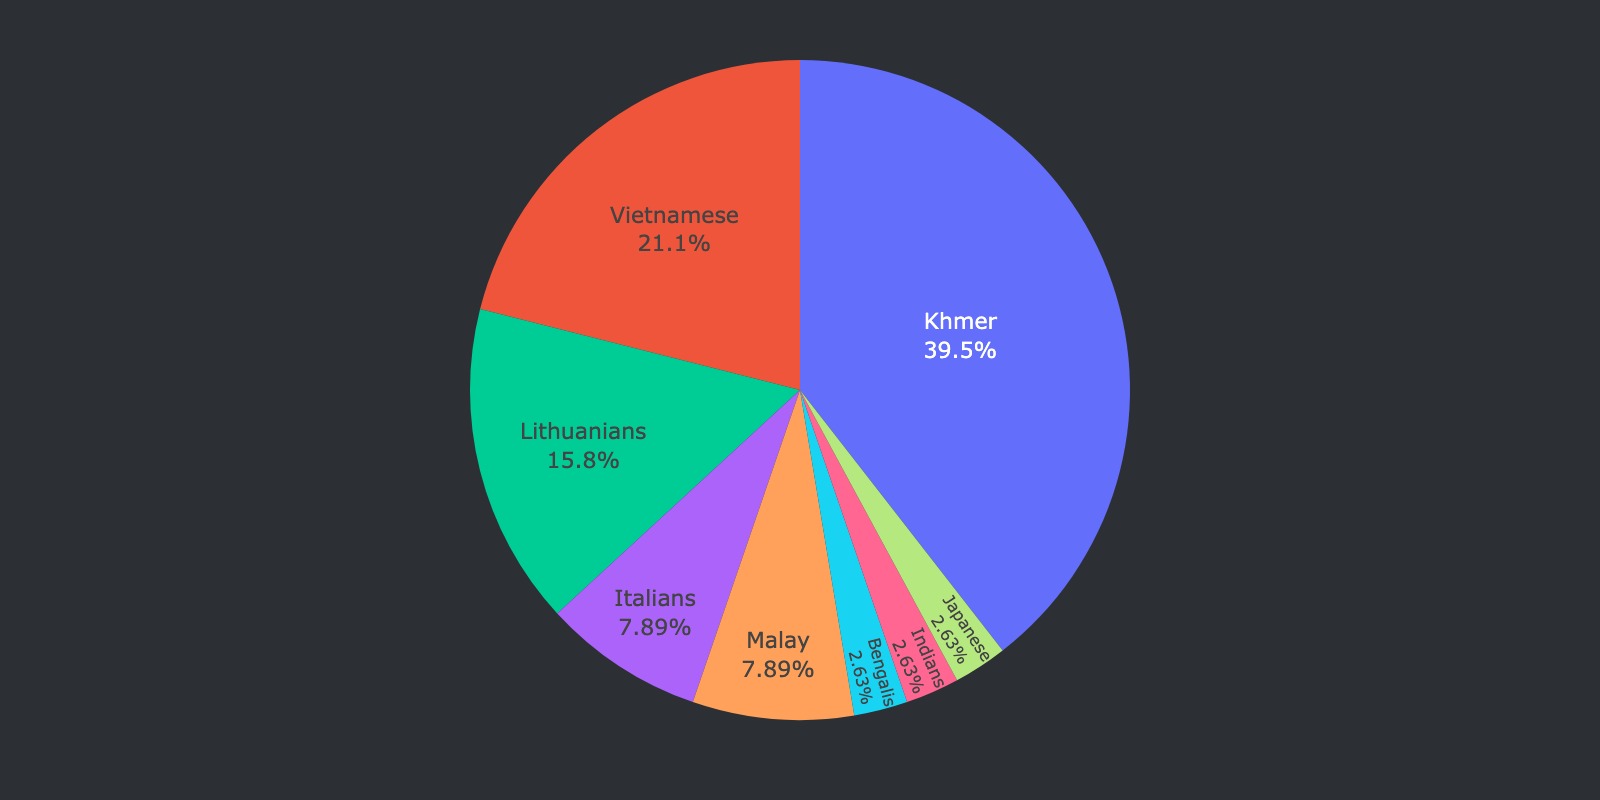 Khmer
39.5%
Vietnamese
21.1%
Lithuanians
15.8%
Italians
7.89%
Malay
7.89%
Bengalis
2.63%
Indians
2.63%
Japanese
2.63%